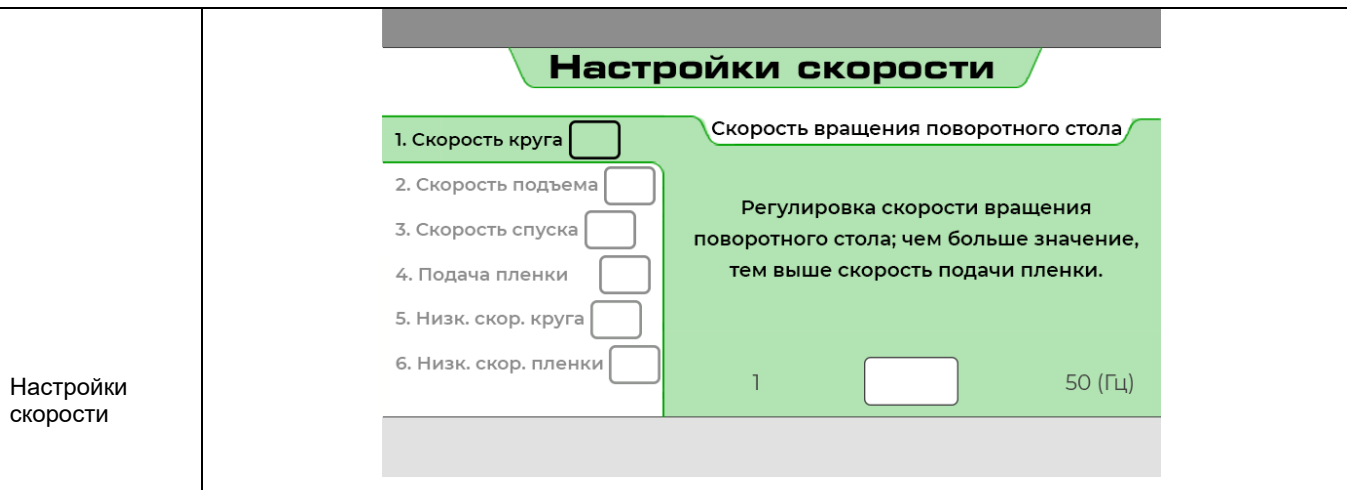 Настройки
скорости
Настройки скорости
1. Скорость круга
2. Скорость подъема
3. Скорость спуска
4. Подача пленки
5. Низк. скор. круга
6. Низк. скор. пленки
Скорость вращения поворотного стола
Регулировка скорости вращения
поворотного стола; чем больше значение,
тем выше скорость подачи пленки.
1 50 (Гц)